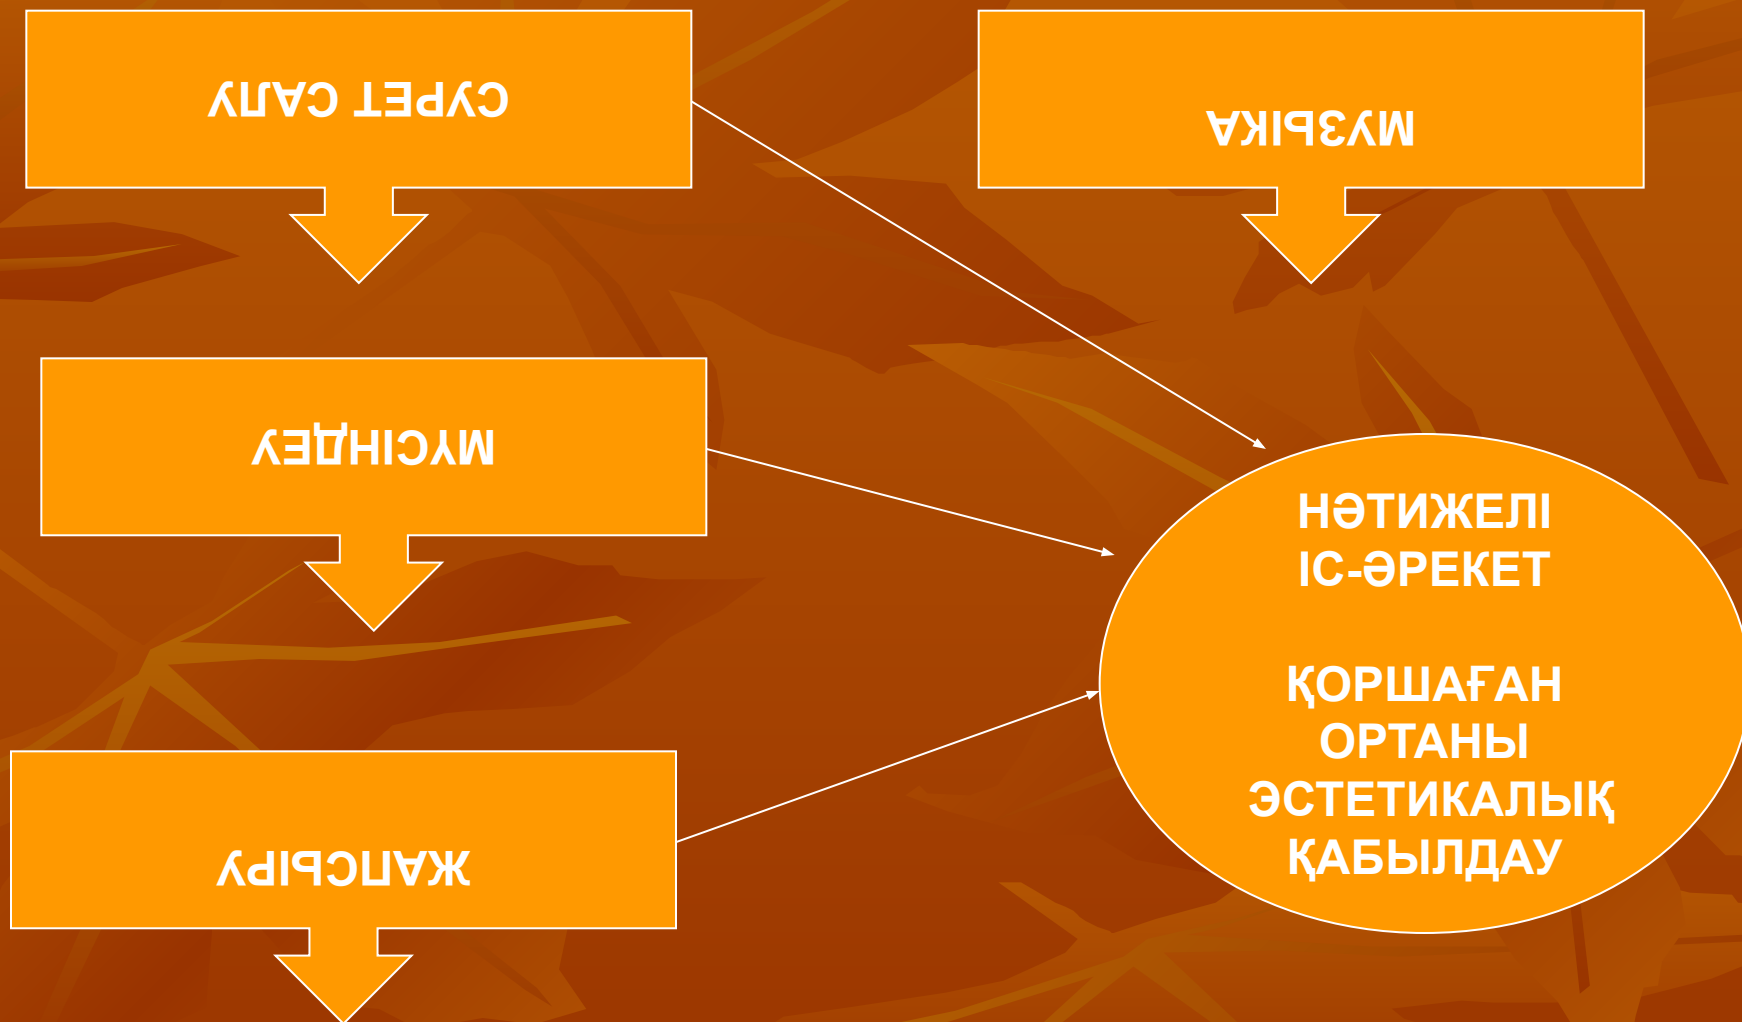 СУРЕТ САЛУ
МУЗЫКА
МҮСІНДЕУ
ЖАПСЫРУ
НӘТИЖЕЛІ
ІС-ӘРЕКЕТ
ҚОРШАҒАН
ОРТАНЫ
ЭСТЕТИКАЛЫҚ
ҚАБЫЛДАУ